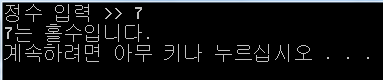 정수 입력 >> 7
7는 홀수입니다.
계속하려면 아무 키나 누르십시오 . . .